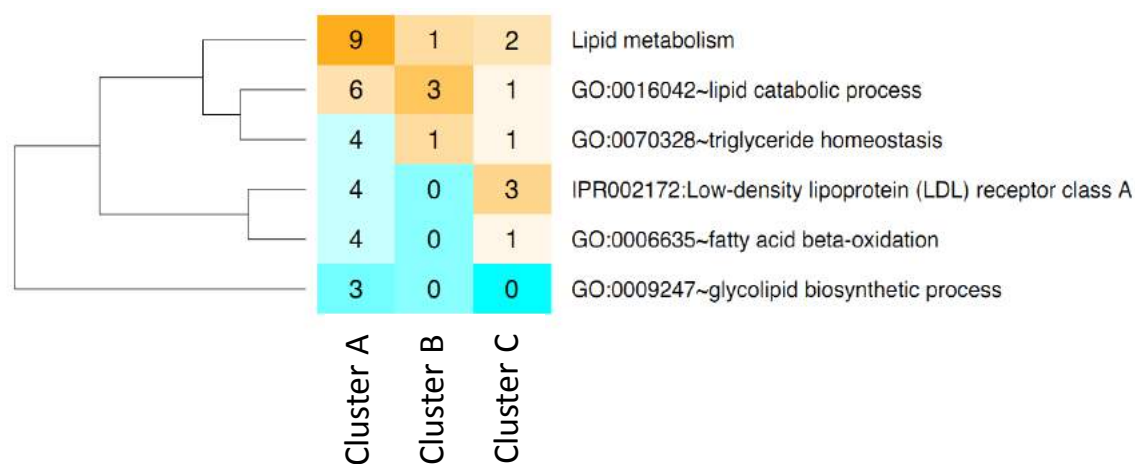 9 1 2 Lipid metabolism
6 3 1 GO:0016042~lipid catabolic process
4 1 1 GO:0070328~triglyceride homeostasis
4 0 3 IPR002172:Low-density lipoprotein (LDL) receptor class A
4 0 1 GO:0006635~fatty acid beta-oxidation
3 0 0 GO:0009247~glycolipid biosynthetic process
Cluster A
Cluster B
Cluster C